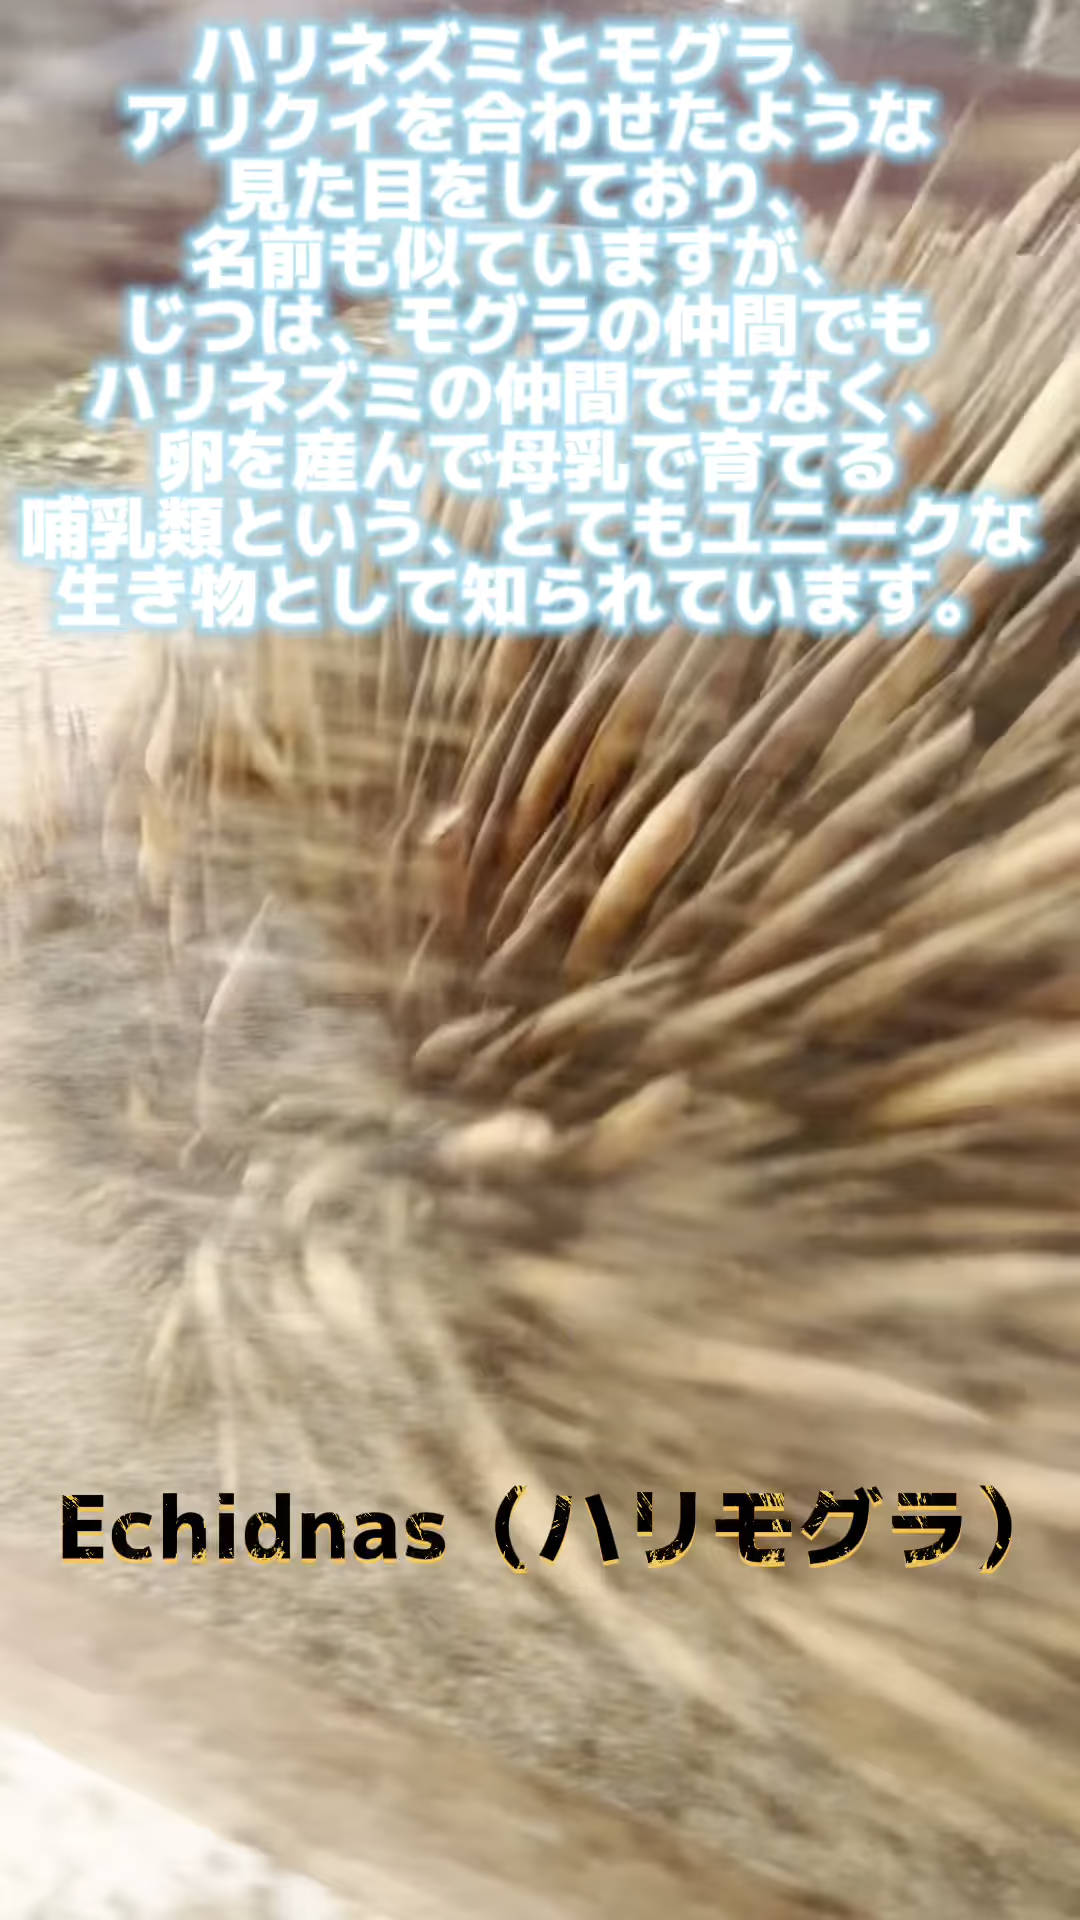 ハリネズミとモグラ、
アリクイを合わせたような
見た目をしており、
名前も似ていますが、
じつは、モグラの仲間でも
ハリネズミの仲間でもなく、
卵を産んで母乳で育てる
哺乳類という、とてもユニークな
生き物として知られています。
Echidnas（ハリモグラ）